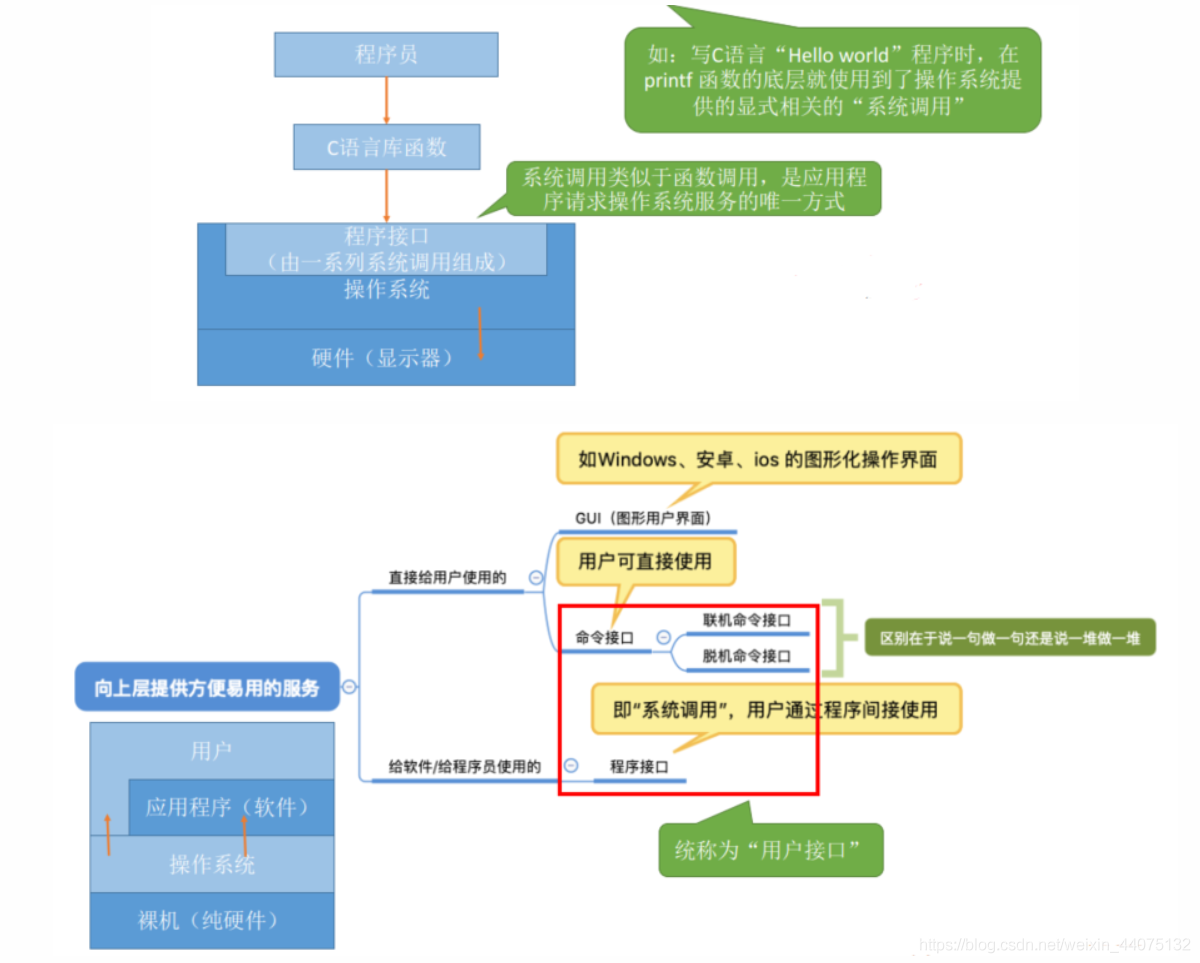 程序员
如：写C语言“Hello world”程序时，在
printf 函数的底层就使用到了操作系统提
供的显式相关的“系统调用”
C语言库函数
系统调用类似于函数调用，是应用程
序请求操作系统服务的唯一方式
程序接口
（由一系列系统调用组成）
操作系统
硬件（显示器）
如Windows、安卓、ios 的图形化操作界面
GUI（图形用户界面）
用户可直接使用
直接给用户使用的
命令接口
联机命令接口
脱机命令接口
区别在于说一句做一句还是说一堆做一堆
向上层提供方便易用的服务
即“系统调用”，用户通过程序间接使用
给软件/给程序员使用的
程序接口
统称为“用户接口”
用户
应用程序（软件）
操作系统
裸机（纯硬件）
https://blog.csdn.net/weixin_44075132